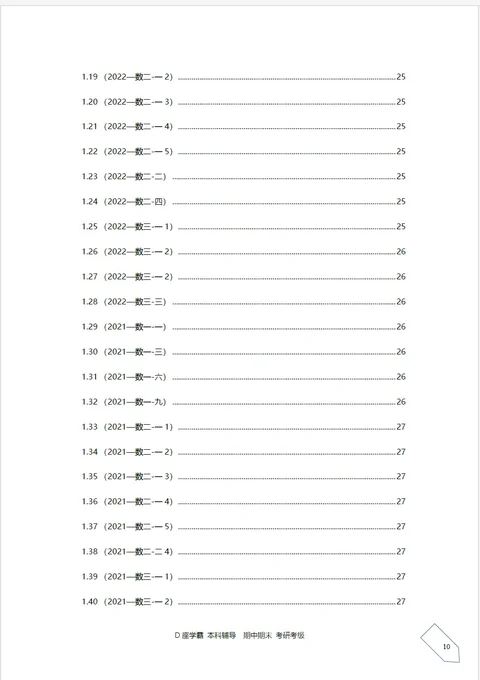 1.19（2022—数二-一 2）................................25
1.20（2022—数二-一 3）................................25
1.21（2022—数二-一 4）................................25
1.22（2022—数二-一 5）................................25
1.23（2022—数二-二）................................25
1.24（2022—数二-四）................................25
1.25（2022—数三-一 1）................................25
1.26（2022—数三-一 2）................................26
1.27（2022—数三-一 2）................................26
1.28（2022—数三-三）................................26
1.29（2021—数一-一）................................26
1.30（2021—数一-三）................................26
1.31（2021—数一-六）................................26
1.32（2021—数一-九）................................26
1.33（2021—数二-一 1）................................27
1.34（2021—数二-一 2）................................27
1.35（2021—数二-一 3）................................27
1.36（2021—数二-一 4）................................27
1.37（2021—数二-一 5）................................27
1.38（2021—数二-二 4）................................27
1.39（2021—数三-一 1）................................27
1.40（2021—数三-一 2）................................27
D 座学霸 本科辅导 期中期末 考研考级
10